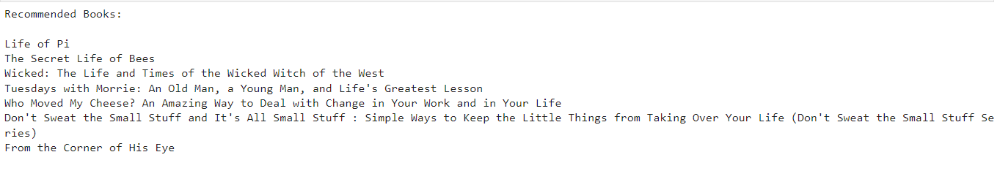 Recommended Books:
Life of Pi
The Secret Life of Bees
Wicked: The Life and Times of the Wicked Witch of the West
Tuesdays with Morrie: An Old Man, a Young Man, and Life's Greatest Lesson
Who Moved My Cheese? An Amazing Way to Deal with Change in Your Work and in Your Life
Don't Sweat the Small Stuff and It's All Small Stuff : Simple Ways to Keep the Little Things from Taking Over Your Life (Don't Sweat the Small Stuff Se
ries)
From the Corner of His Eye